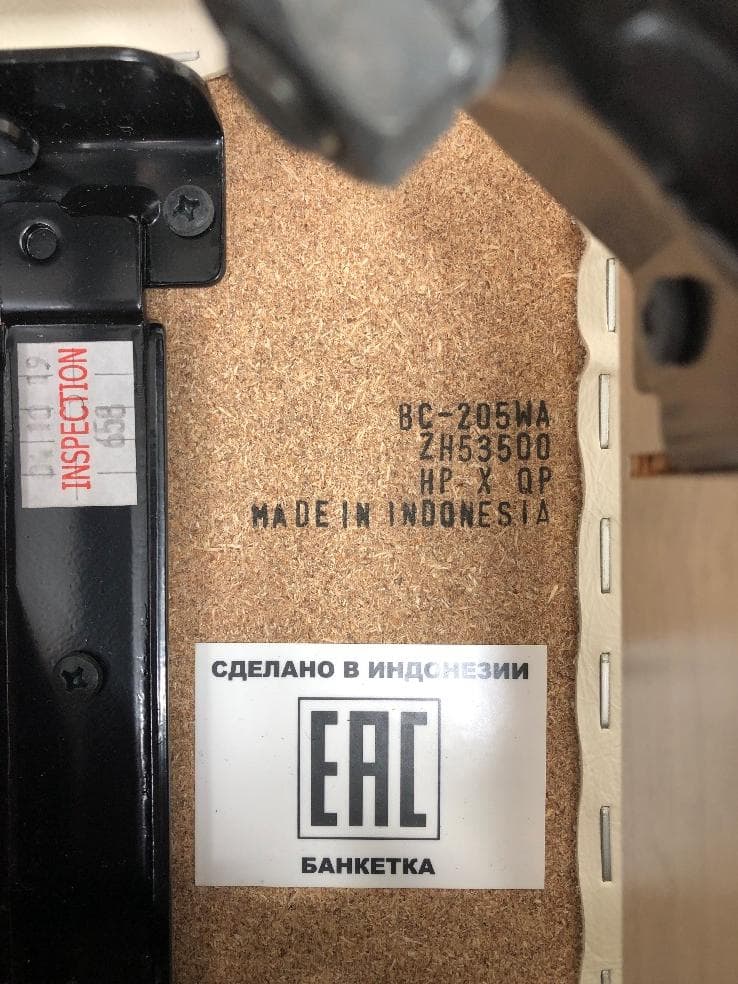 INSPECTION
658
BC-205WA
ZH53500
HP X QP
MADE IN INDONESIA
СДЕЛАНО В ИНДОНЕЗИИ
EAC
БАНКЕТКА